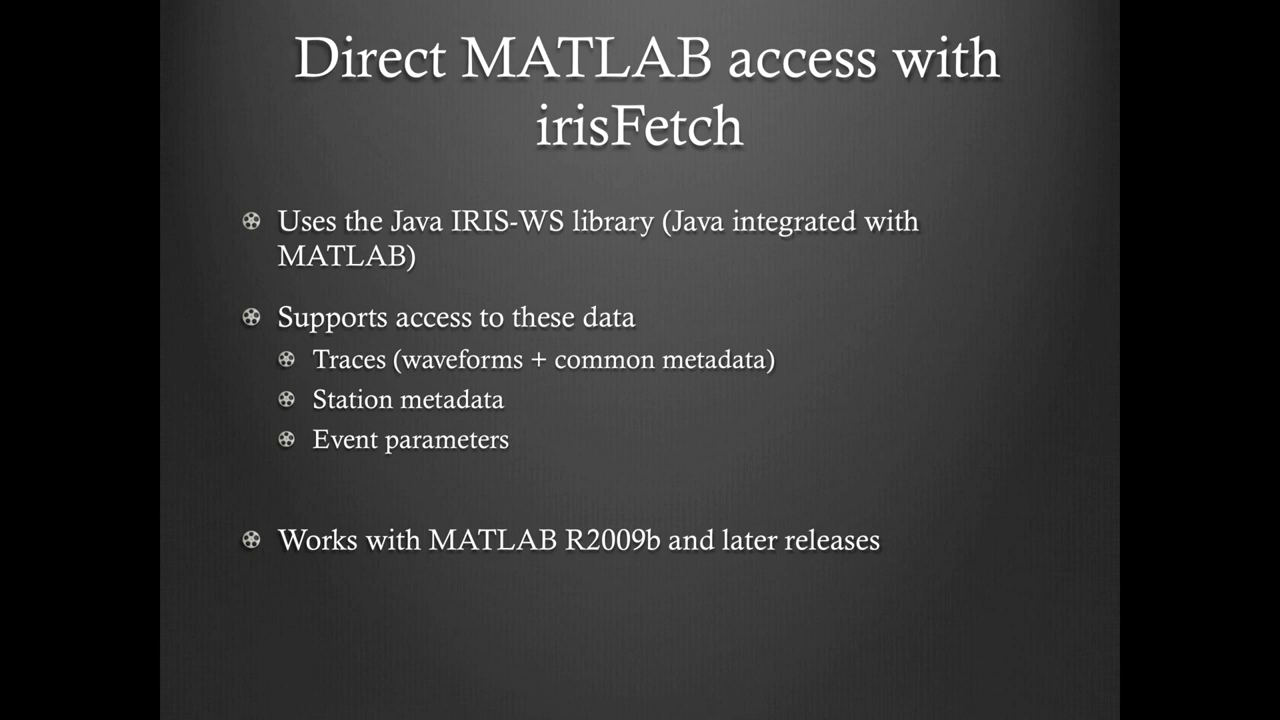 Direct MATLAB access with
irisFetch
Uses the Java IRIS-WS library (Java integrated with
MATLAB)
Supports access to these data
Traces (waveforms + common metadata)
Station metadata
Event parameters
Works with MATLAB R2009b and later releases